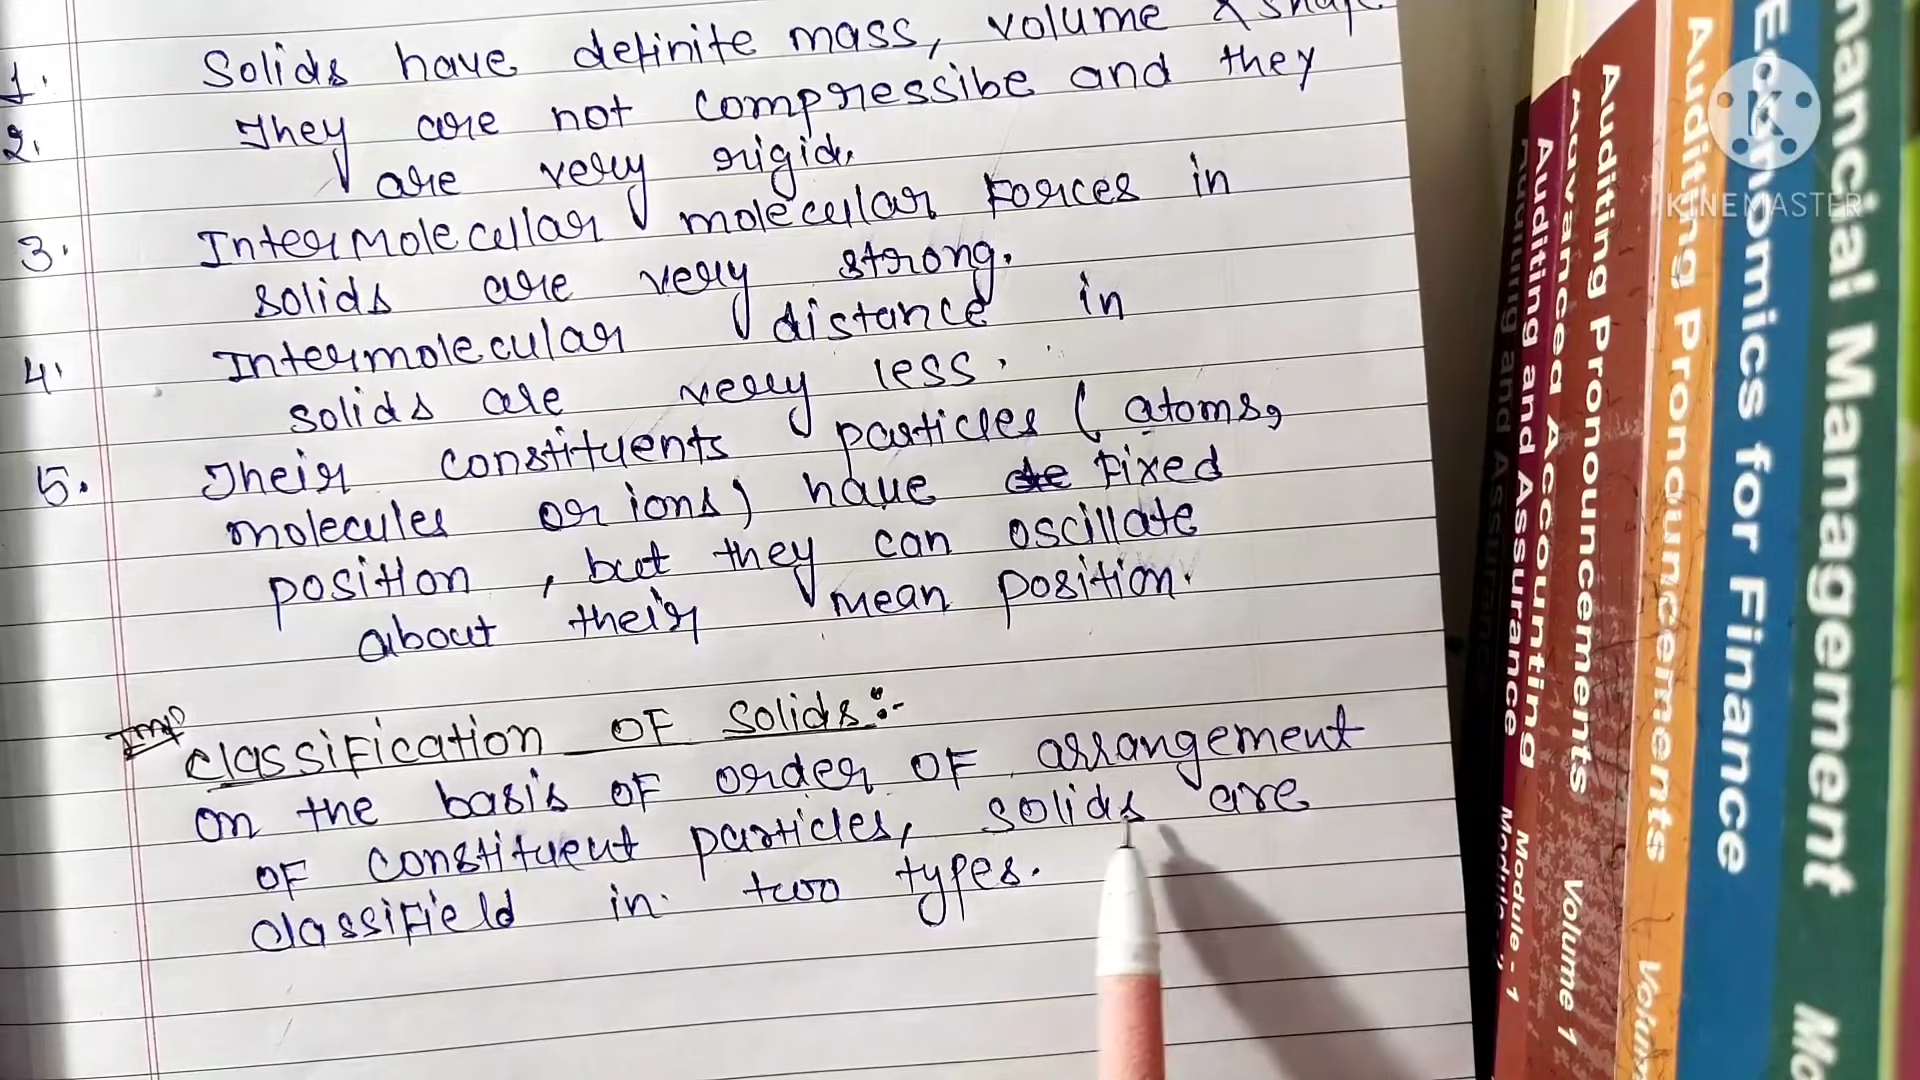 1. Solids have definite mass, volume &
2. They are not compressibe and they
are very rigid.
3. Intermolecular molecular Forces in
solids are very strong.
4. Intermolecular distance in
solids are very less.
5. Their constituents particles ( atoms,
molecules or ions) have de Fixed
position , but they can oscillate
about their mean position.
Imp
classification OF Solids:-
on the basis OF order OF arrangement
OF constituent particles, solids are
classifield in two types.
Auditing and Assurance
Auditing and Assurance Module - 1
Advanced Accounting
Auditing Pronouncements Volume 1
Auditing Pronouncements
Economics for Finance
nancial Management Mo
KINEMASTER